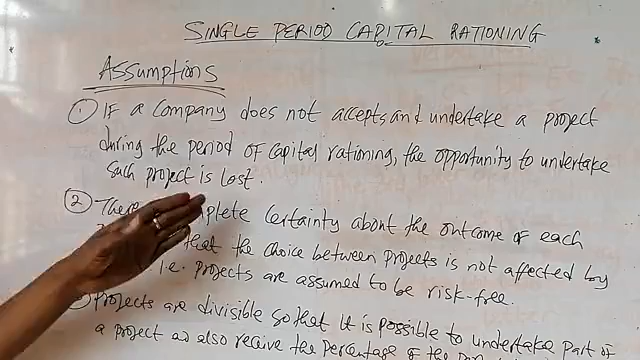 SINGLE PERIOD CAPITAL RATIONING
Assumptions
① If a Company does not accepts and undertake a project
during the period of capital rationing, the opportunity to undertake
such project is lost.
② There complete certainty about the outcome of each
that the choice between projects is not affected by
i.e. projects are assumed to be risk-free.
Projects are divisible so that it is possible to undertake part of
a project also receive the percentage of the